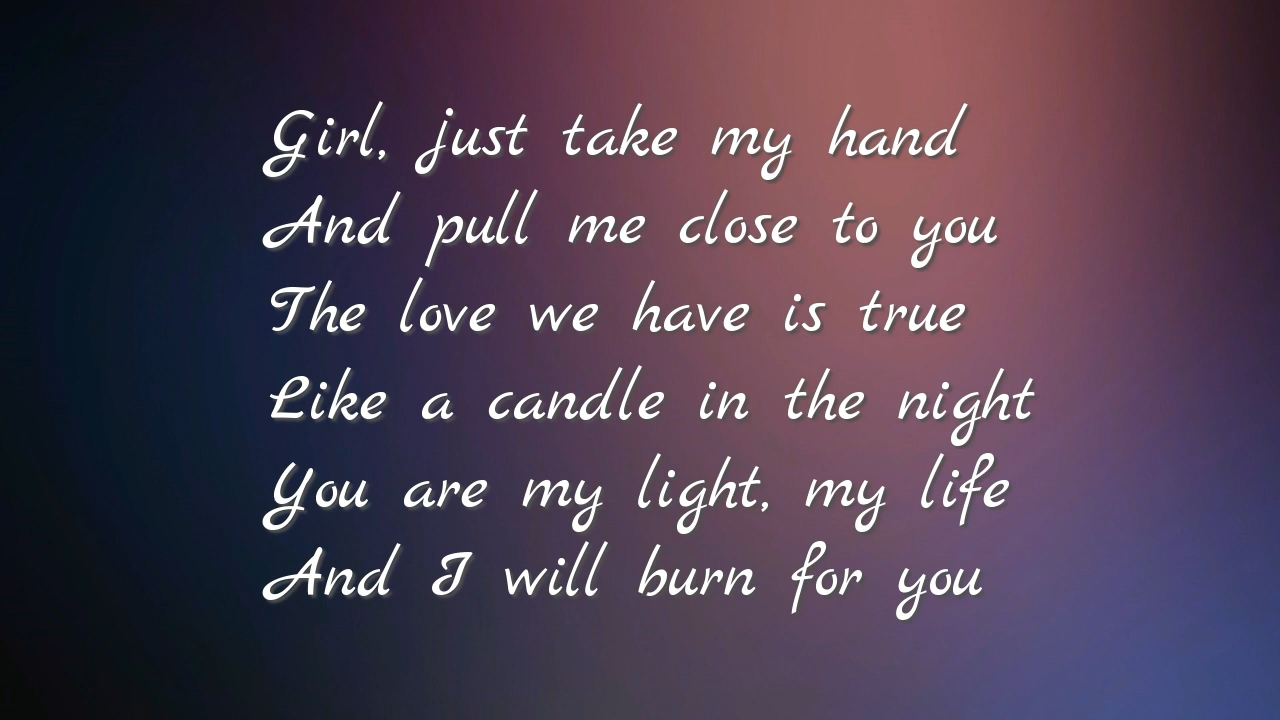 Girl, just take my hand
And pull me close to you
The love we have is true
Like a candle in the night
You are my light, my life
And I will burn for you